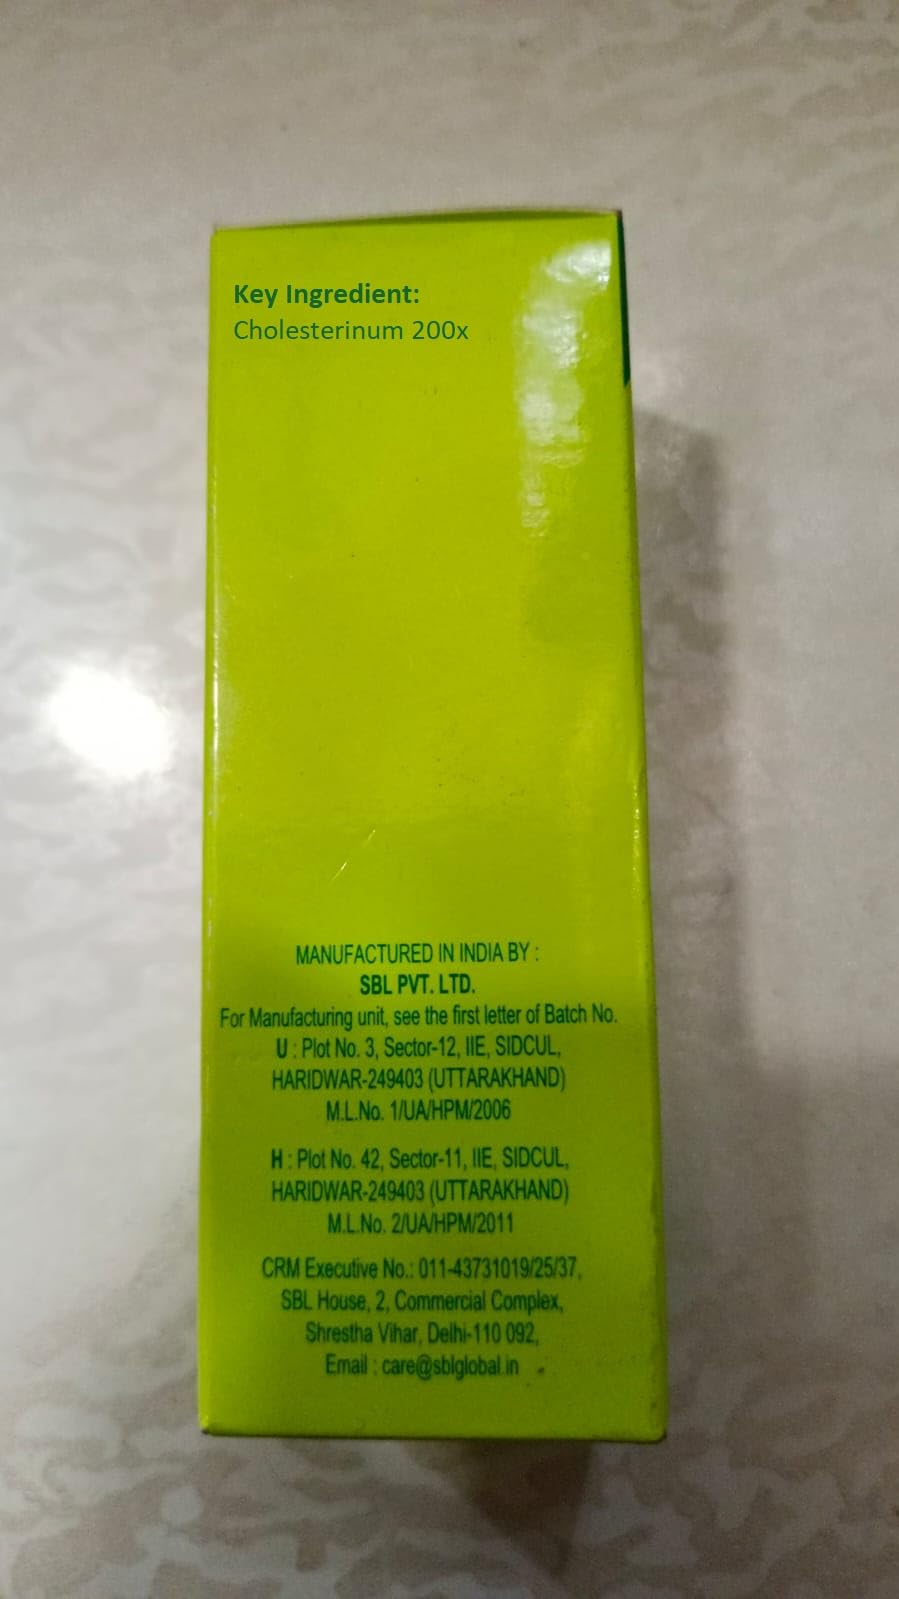 Key Ingredient:
Cholesterinum 200x
MANUFACTURED IN INDIA BY :
SBL PVT. LTD.
For Manufacturing unit, see the first letter of Batch No.
U : Plot No. 3, Sector-12, IIE, SIDCUL,
HARIDWAR-249403 (UTTARAKHAND)
M.L.No. 1/UA/HPM/2006
H : Plot No. 42, Sector-11, IIE, SIDCUL,
HARIDWAR-249403 (UTTARAKHAND)
M.L.No. 2/UA/HPM/2011
CRM Executive No.: 011-43731019/25/37,
SBL House, 2, Commercial Complex,
Shrestha Vihar, Delhi-110 092,
Email : care@sblglobal.in